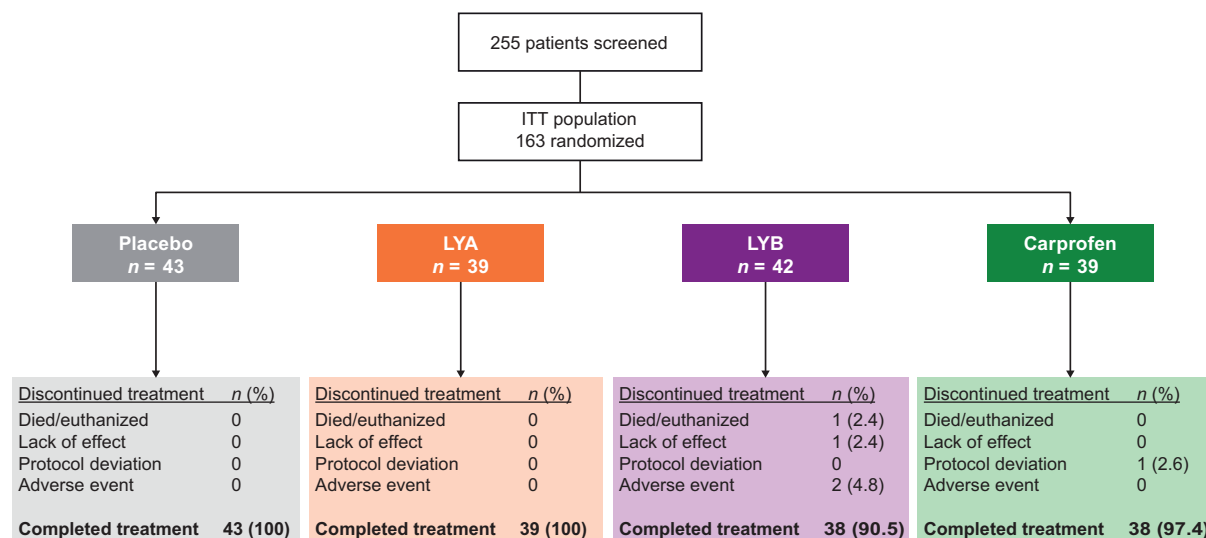 255 patients screened
ITT population
163 randomized
Placebo
n = 43
LYA
n = 39
LYB
n = 42
Carprofen
n = 39
Discontinued treatment n (%)
Died/euthanized 0
Lack of effect 0
Protocol deviation 0
Adverse event 0
Completed treatment 43 (100)
Discontinued treatment n (%)
Died/euthanized 0
Lack of effect 0
Protocol deviation 0
Adverse event 0
Completed treatment 39 (100)
Discontinued treatment n (%)
Died/euthanized 1 (2.4)
Lack of effect 1 (2.4)
Protocol deviation 0
Adverse event 2 (4.8)
Completed treatment 38 (90.5)
Discontinued treatment n (%)
Died/euthanized 0
Lack of effect 0
Protocol deviation 1 (2.6)
Adverse event 0
Completed treatment 38 (97.4)